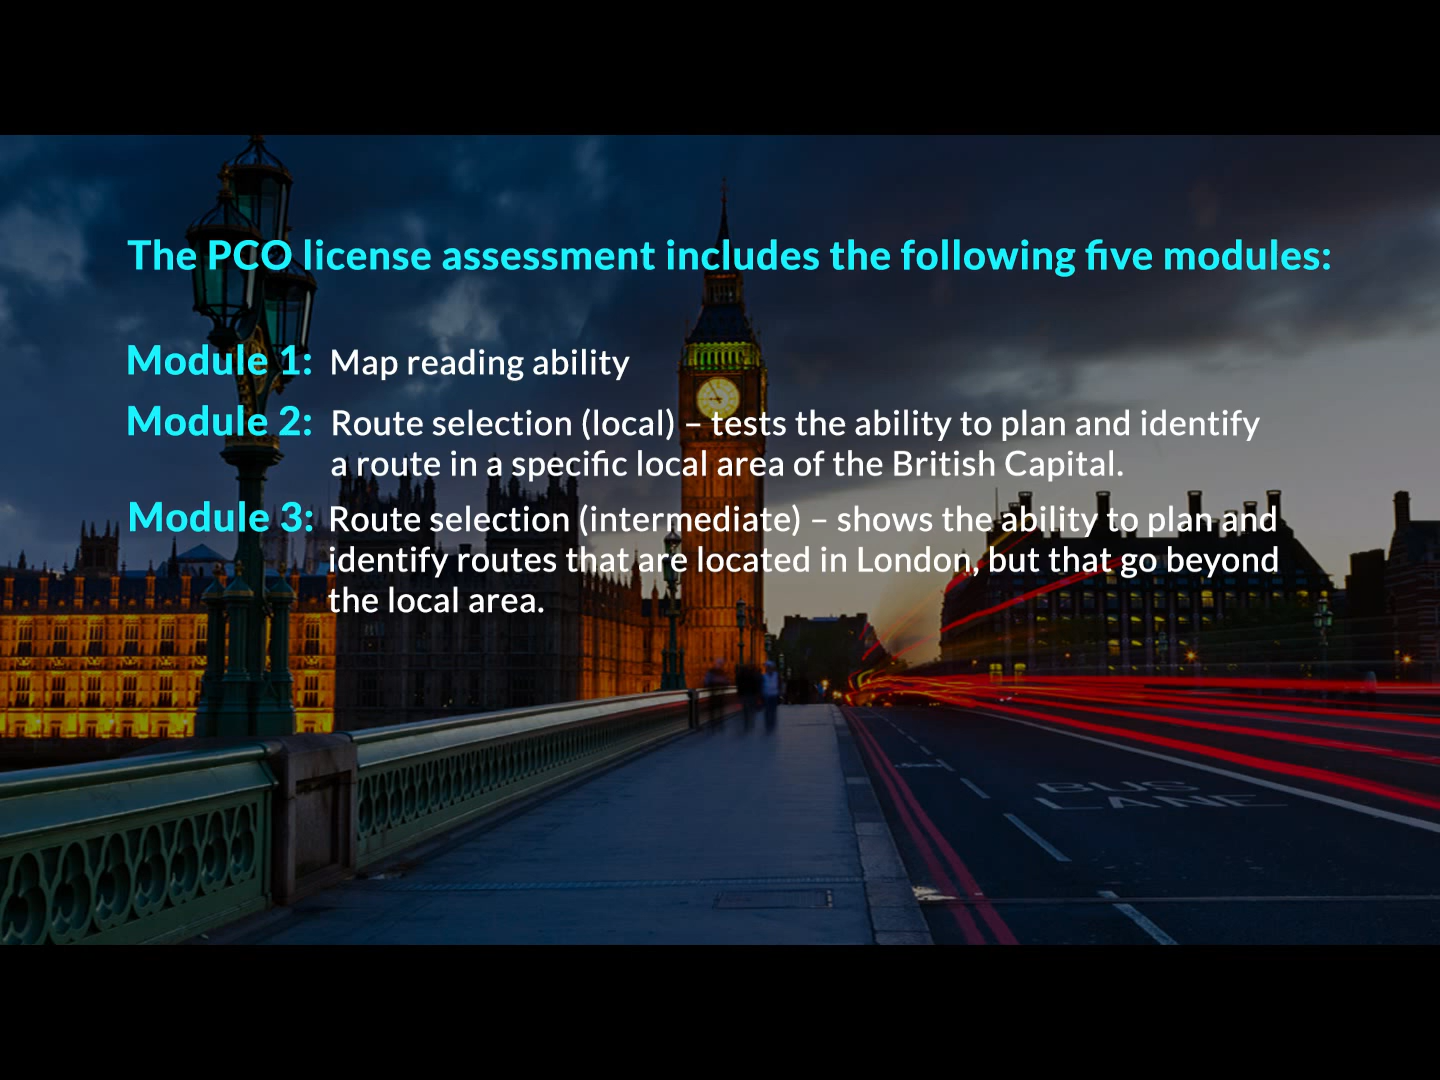 The PCO license assessment includes the following five modules:
Module 1: Map reading ability
Module 2: Route selection (local) – tests the ability to plan and identify
a route in a specific local area of the British Capital.
Module 3: Route selection (intermediate) – shows the ability to plan and
identify routes that are located in London, but that go beyond
the local area.
BUS
LANE